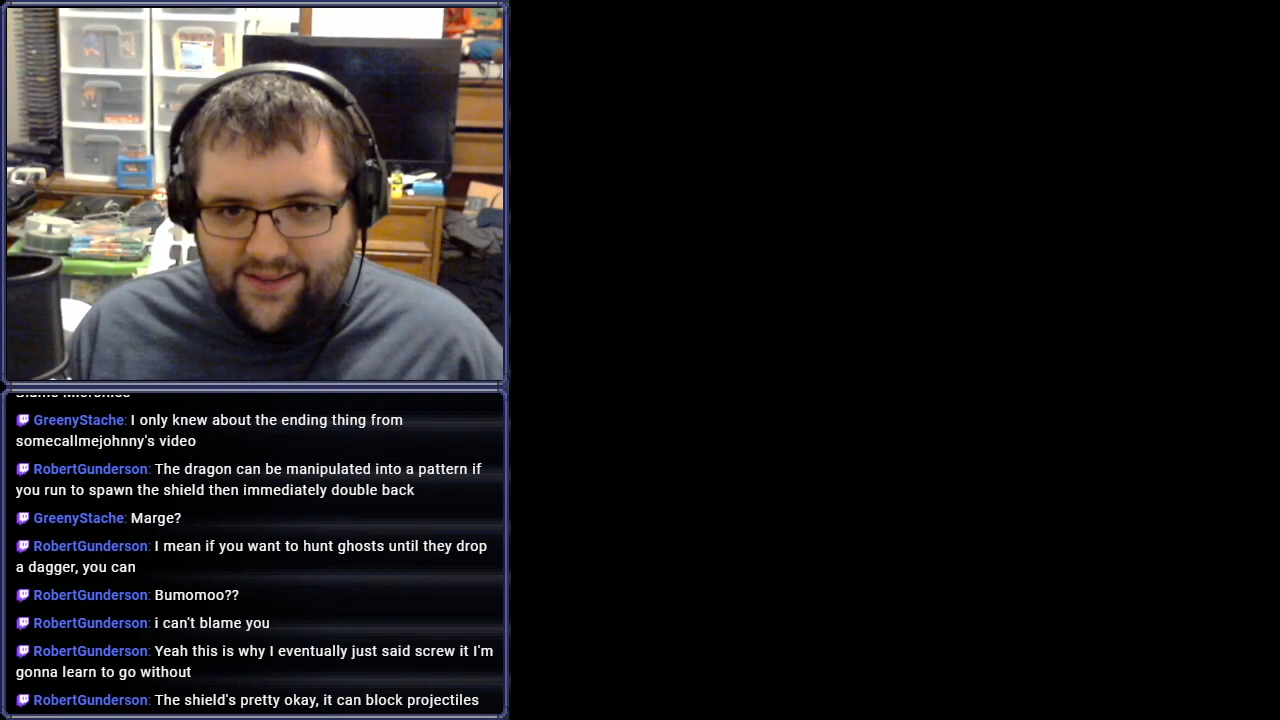 GreenyStache: I only knew about the ending thing from
somecallmejohnny's video
RobertGunderson: The dragon can be manipulated into a pattern if
you run to spawn the shield then immediately double back
GreenyStache: Marge?
RobertGunderson: I mean if you want to hunt ghosts until they drop
a dagger, you can
RobertGunderson: Bumomoo??
RobertGunderson: i can't blame you
RobertGunderson: Yeah this is why I eventually just said screw it I'm
gonna learn to go without
RobertGunderson: The shield's pretty okay, it can block projectiles